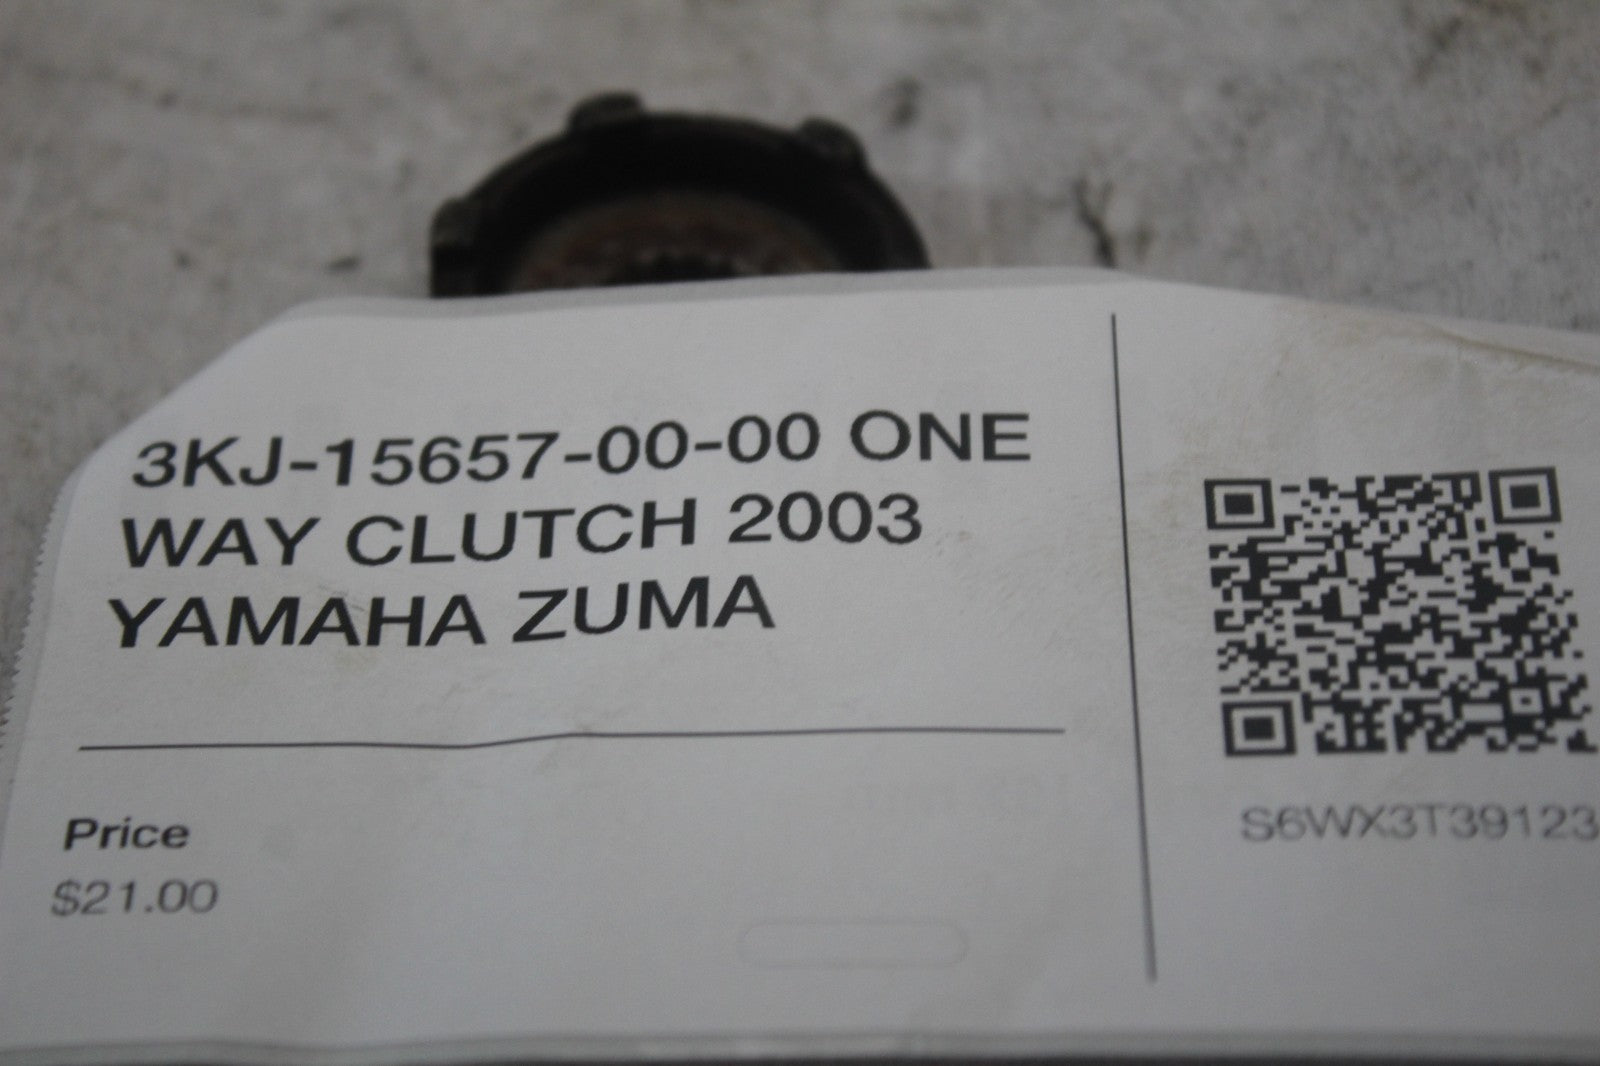 3KJ-15657-00-00 ONE
WAY CLUTCH 2003
YAMAHA ZUMA
Price
$21.00
S6WX3T39123